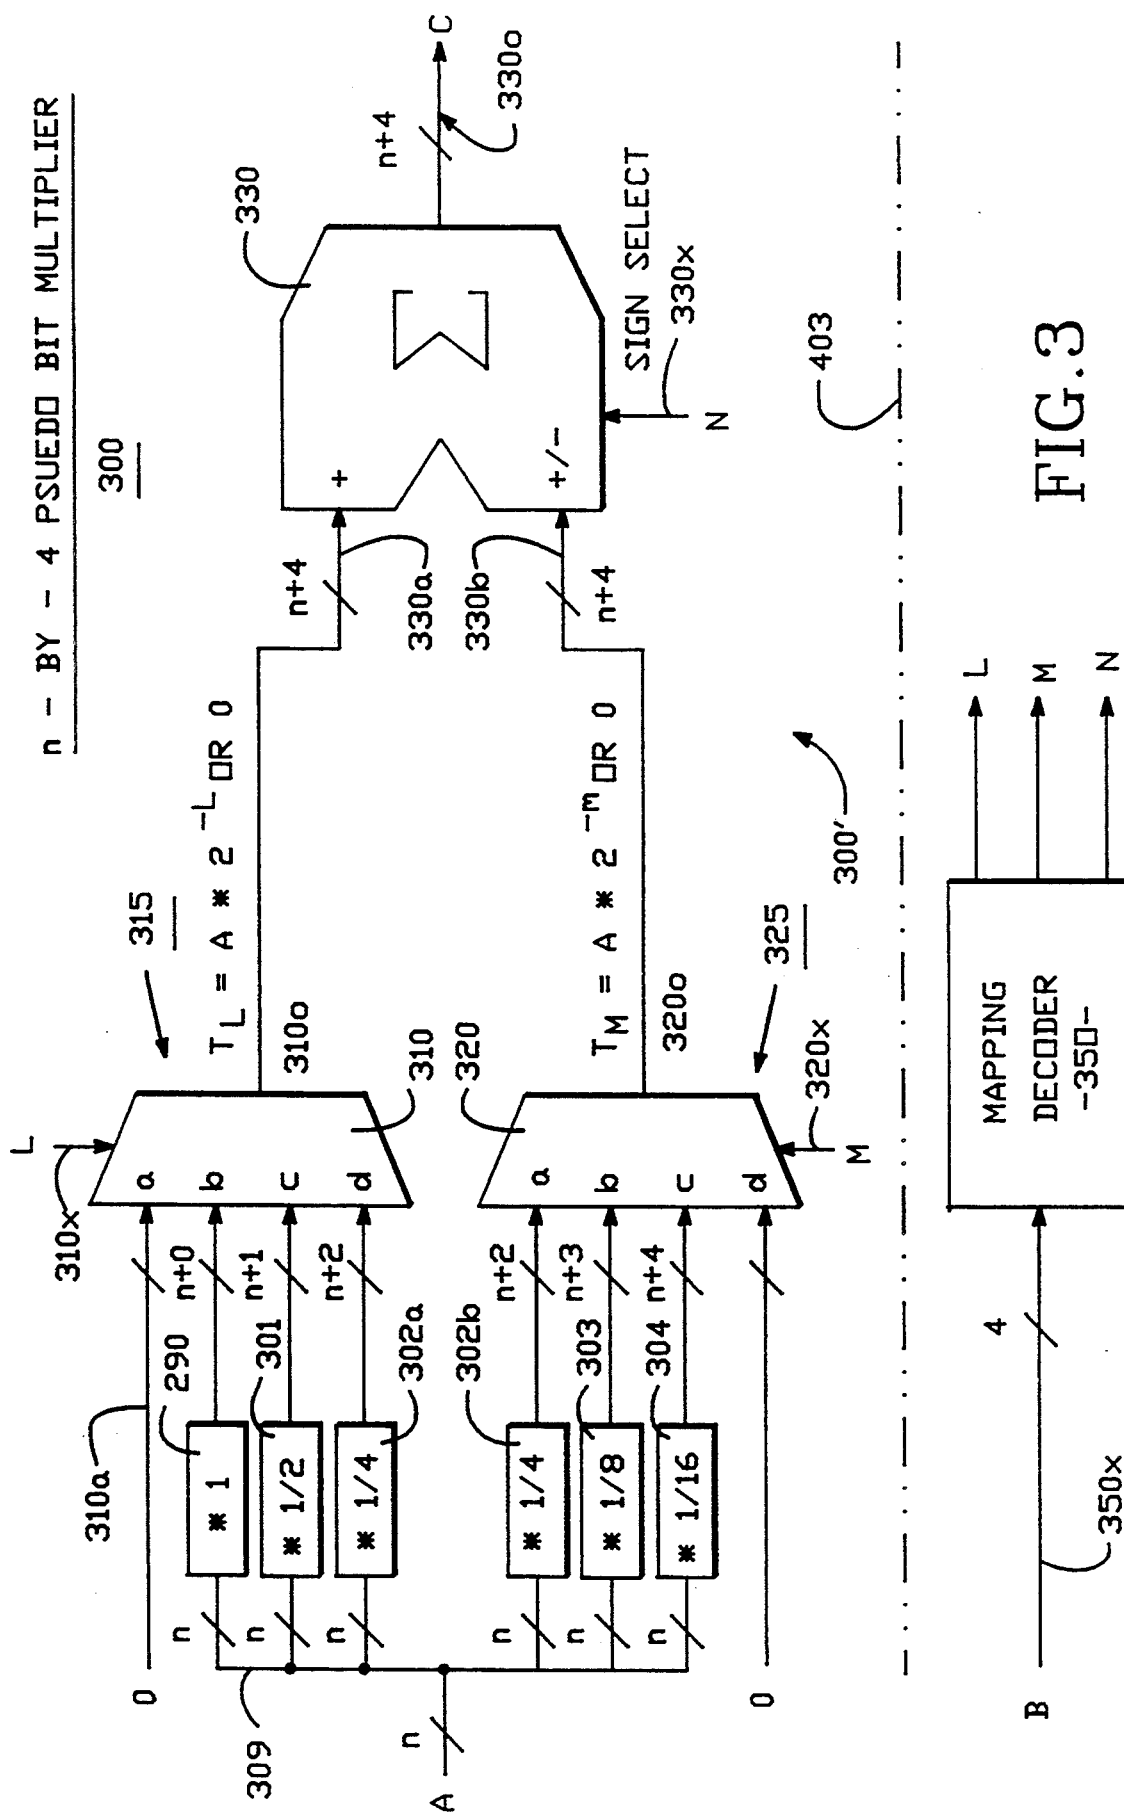 n - BY - 4 PSUEDO BIT MULTIPLIER
300
310x
L
315
T_L = A * 2^-L OR 0
310o
310
310a
0
290
* 1
n
n+0
301
* 1/2
n
n+1
302a
* 1/4
n
n+2
a
b
c
d
309
n
A
302b
* 1/4
n
n+2
303
* 1/8
n
n+3
304
* 1/16
n
n+4
0
a
b
c
d
320
T_M = A * 2^-m OR 0
320o
325
320x
M
300'
n+4
330a
330b
n+4
+
+/-
Σ
330
n+4
C
330o
SIGN SELECT
330x
N
403
B
4
350x
MAPPING
DECODER
-350-
L
M
N
FIG.3